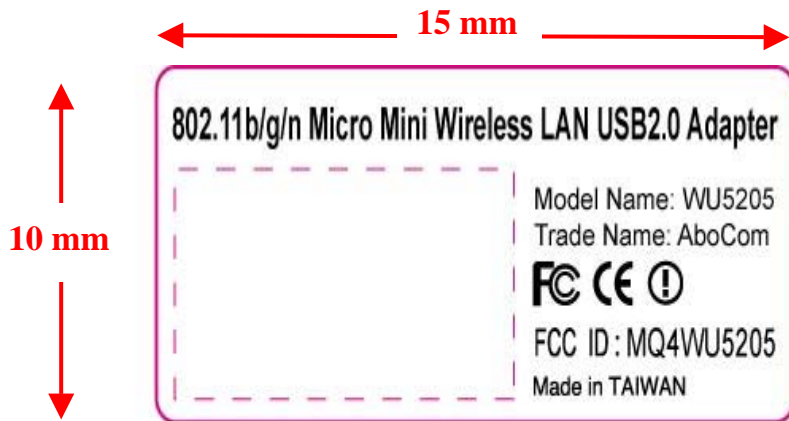 15 mm
802.11b/g/n Micro Mini Wireless LAN USB2.0 Adapter
10 mm
Model Name: WU5205
Trade Name: AboCom
FC CE
FCC ID : MQ4WU5205
Made in TAIWAN